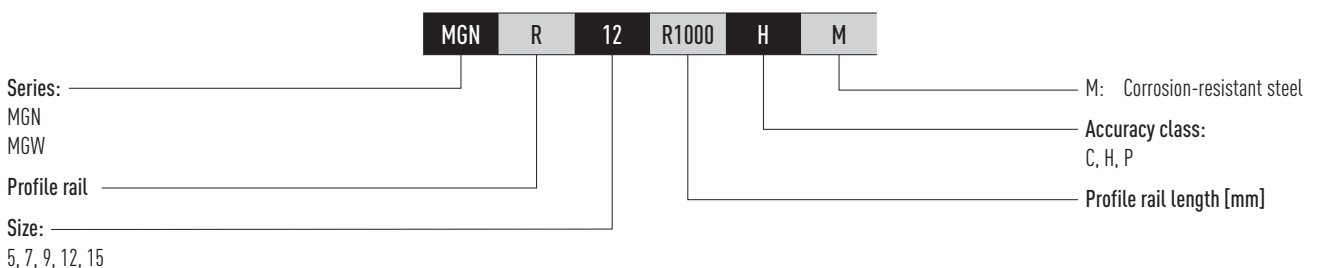 MGN R 12 R1000 H M
Series:
MGN
MGW
Profile rail
Size:
5, 7, 9, 12, 15
M: Corrosion-resistant steel
Accuracy class:
C, H, P
Profile rail length [mm]